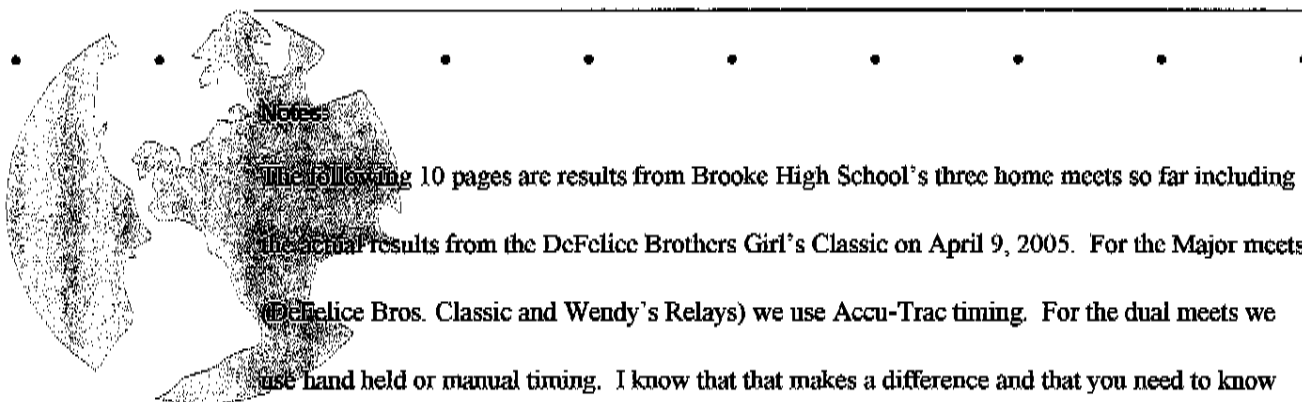 Notes:
The following 10 pages are results from Brooke High School's three home meets so far including
the actual results from the DeFelice Brothers Girl's Classic on April 9, 2005. For the Major meets
(DeFelice Bros. Classic and Wendy's Relays) we use Accu-Trac timing. For the dual meets we
use hand held or manual timing. I know that that makes a difference and that you need to know